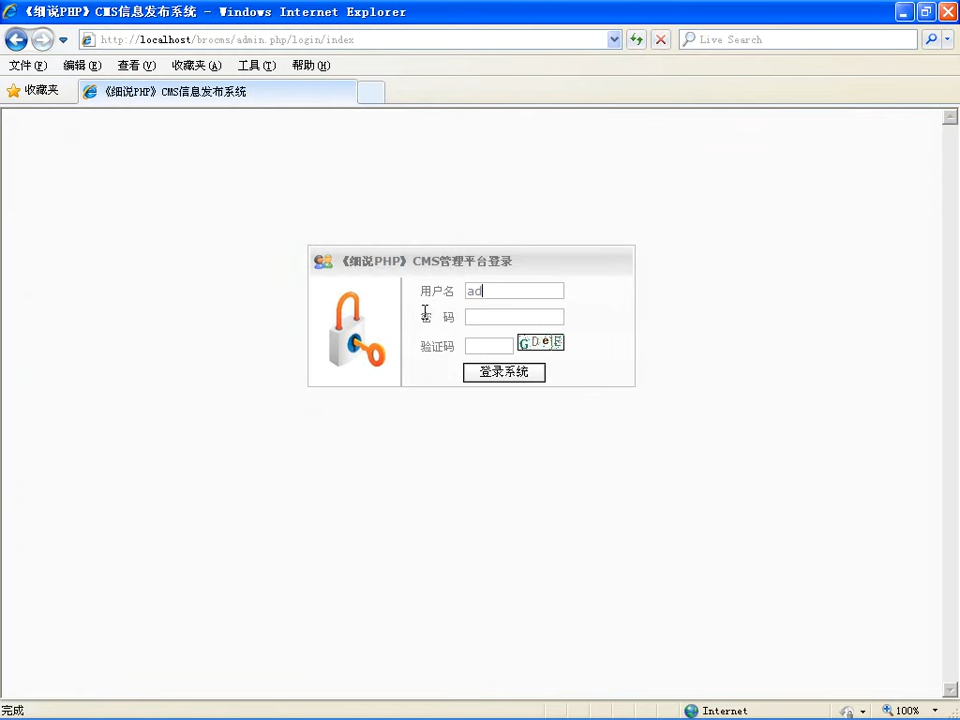 《细说PHP》CMS信息发布系统 - Windows Internet Explorer
http://localhost/brocms/admin.php/login/index
Live Search
文件(F) 编辑(E) 查看(V) 收藏夹(A) 工具(T) 帮助(H)
收藏夹 《细说PHP》CMS信息发布系统
《细说PHP》CMS管理平台登录
用户名 ad
密 码
验证码 GDeE
登录系统
完成 Internet 100%